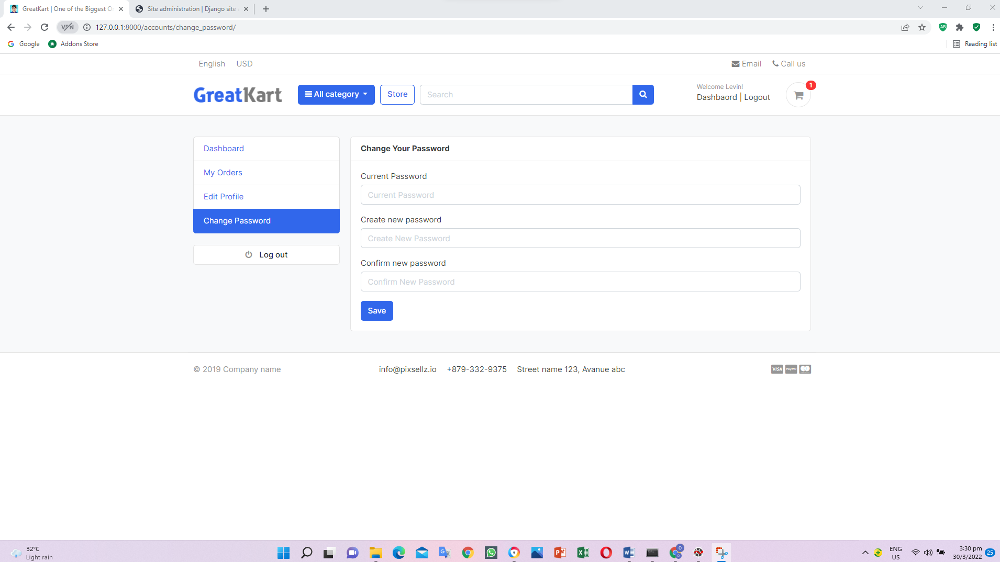 GreatKart | One of the Biggest O
Site administration | Django site
VPN
127.0.0.1:8000/accounts/change_password/
Google
Addons Store
Reading list
English
USD
Email
Call us
GreatKart
All category
Store
Search
Welcome Levin!
Dashbaord | Logout
1
Dashboard
My Orders
Edit Profile
Change Password
Log out
Change Your Password
Current Password
Current Password
Create new password
Create New Password
Confirm new password
Confirm New Password
Save
© 2019 Company name
info@pixsellz.io
+879-332-9375
Street name 123, Avanue abc
VISA
PayPal
32°C
Light rain
ENG
US
3:30 pm
30/3/2022
25